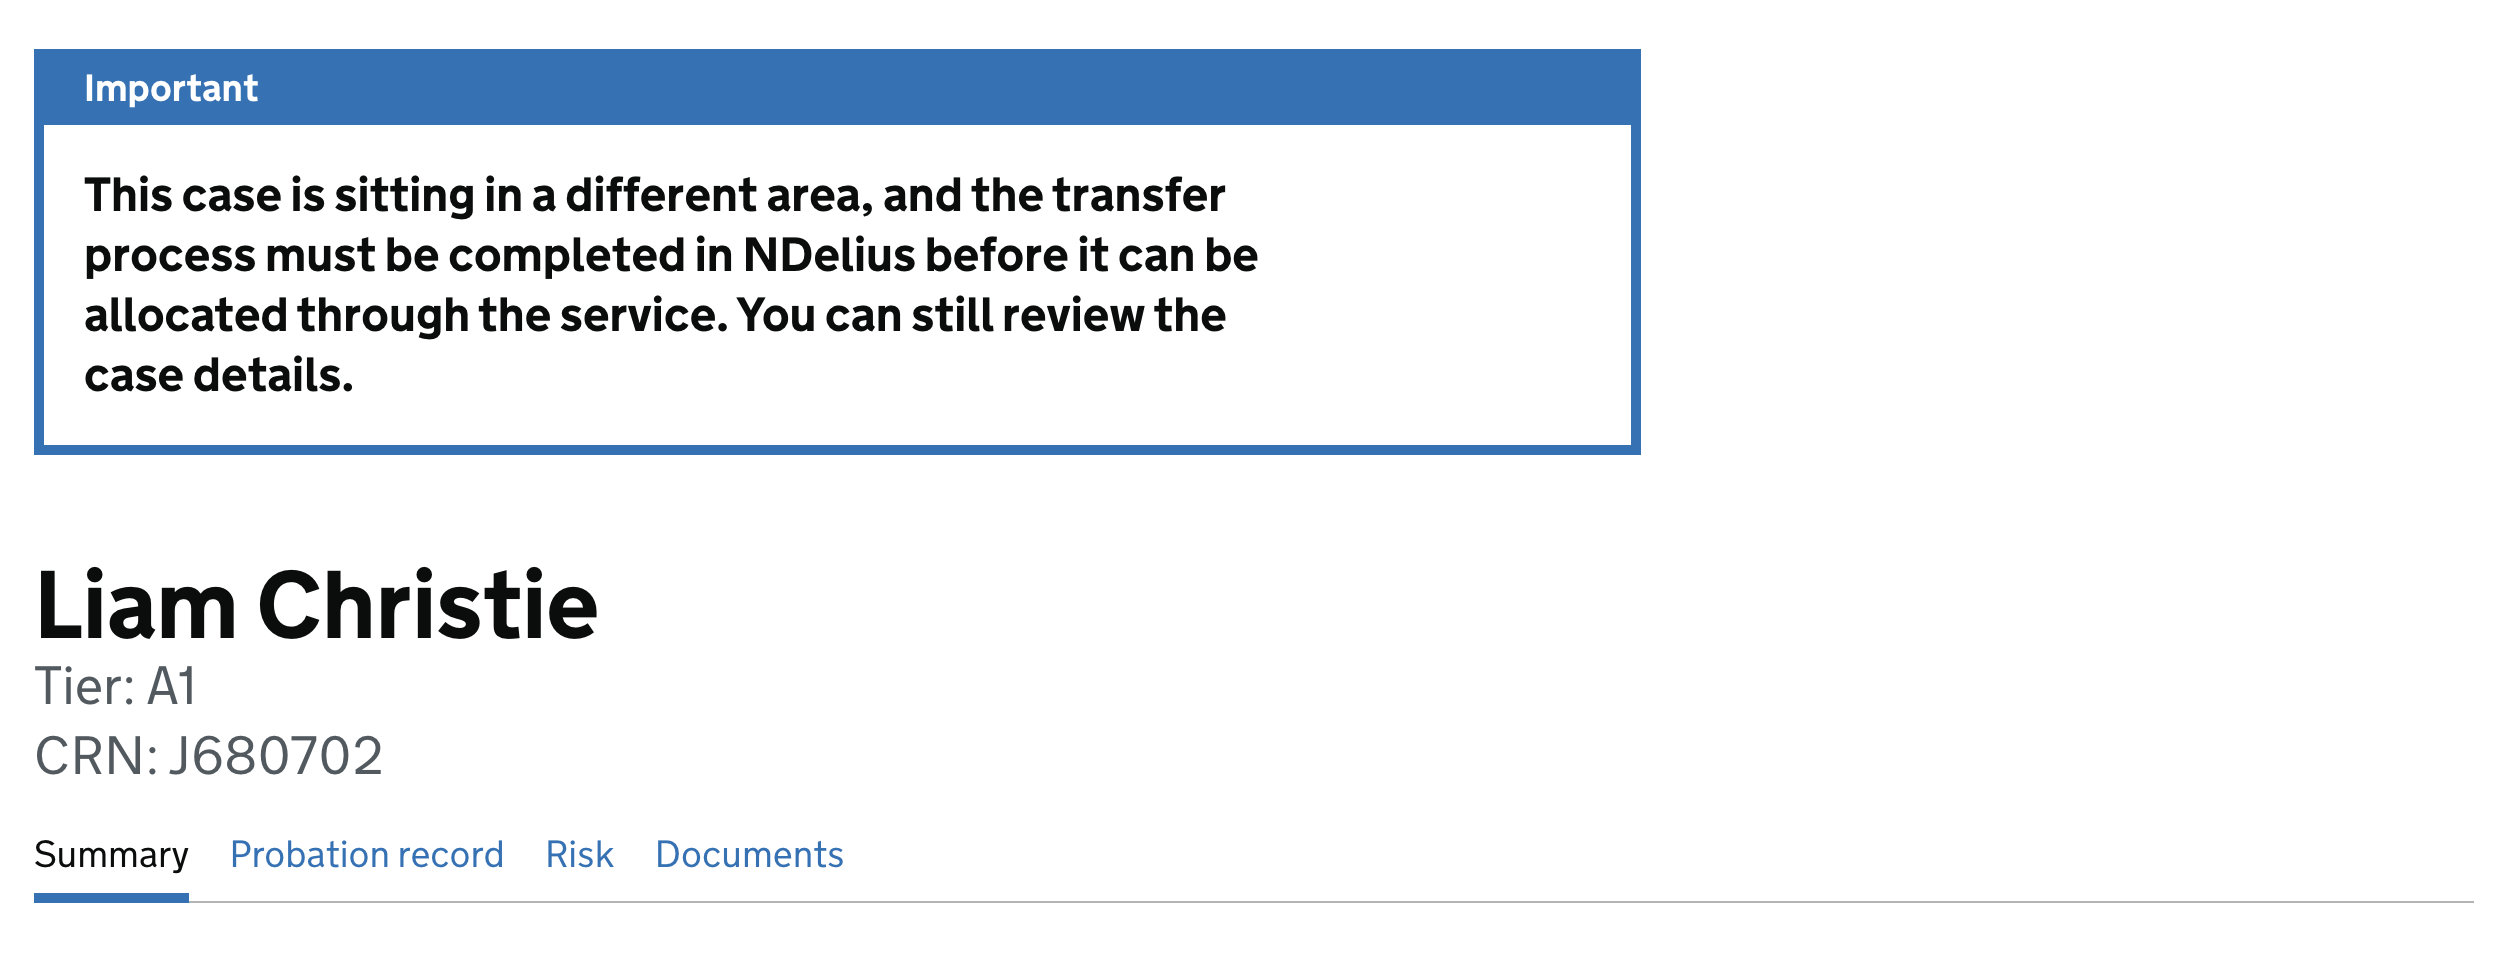 Important
This case is sitting in a different area, and the transfer
process must be completed in NDelius before it can be
allocated through the service. You can still review the
case details.
Liam Christie
Tier: A1
CRN: J680702
Summary Probation record Risk Documents